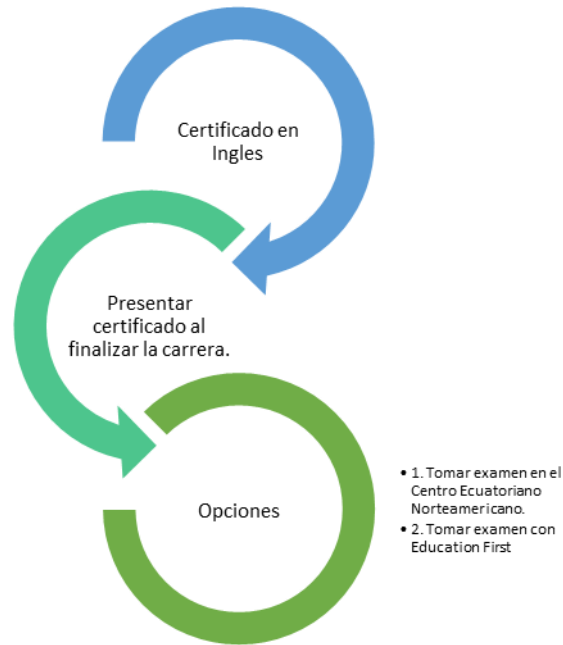 Certificado en
Ingles
Presentar
certificado al
finalizar la carrera.
Opciones
• 1. Tomar examen en el
Centro Ecuatoriano
Norteamericano.
• 2. Tomar examen con
Education First